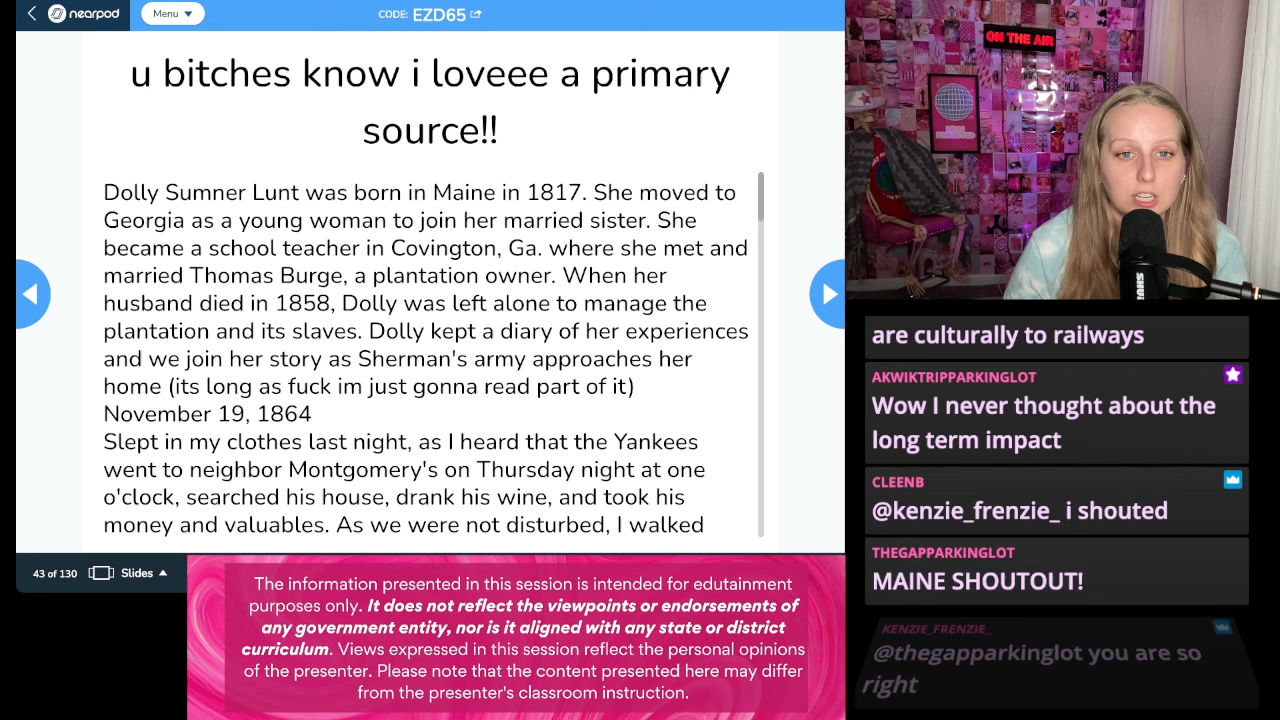 nearpod
Menu
CODE: EZD65
ON THE AIR
u bitches know i loveee a primary
source!!
Dolly Sumner Lunt was born in Maine in 1817. She moved to
Georgia as a young woman to join her married sister. She
became a school teacher in Covington, Ga. where she met and
married Thomas Burge, a plantation owner. When her
husband died in 1858, Dolly was left alone to manage the
plantation and its slaves. Dolly kept a diary of her experiences
and we join her story as Sherman's army approaches her
home (its long as fuck im just gonna read part of it)
November 19, 1864
Slept in my clothes last night, as I heard that the Yankees
went to neighbor Montgomery's on Thursday night at one
o'clock, searched his house, drank his wine, and took his
money and valuables. As we were not disturbed, I walked
43 of 130
Slides
The information presented in this session is intended for edutainment
purposes only. It does not reflect the viewpoints or endorsements of
any government entity, nor is it aligned with any state or district
curriculum. Views expressed in this session reflect the personal opinions
of the presenter. Please note that the content presented here may differ
from the presenter's classroom instruction.
are culturally to railways
AKWIKTRIPPARKINGLOT
Wow I never thought about the
long term impact
CLEENB
@kenzie_frenzie_ i shouted
THEGAPPARKINGLOT
MAINE SHOUTOUT!
KENZIE_FRENZIE_
@thegapparkinglot you are so
right